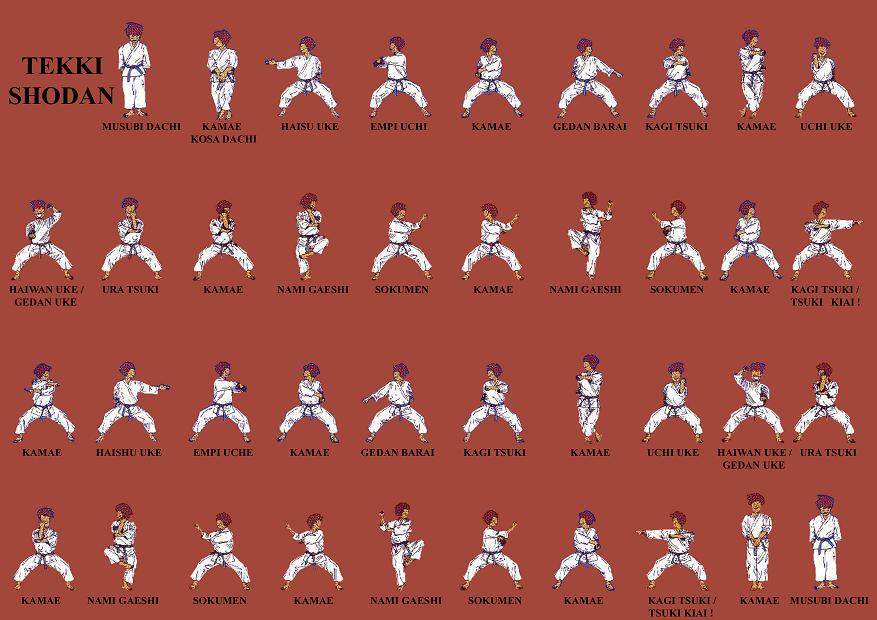 TEKKI
SHODAN
MUSUBI DACHI
KAMAE
KOSA DACHI
HAISU UKE
EMPI UCHI
KAMAE
GEDAN BARAI
KAGI TSUKI
KAMAE
UCHI UKE
HAIWAN UKE /
GEDAN UKE
URA TSUKI
KAMAE
NAMI GAESHI
SOKUMEN
KAMAE
NAMI GAESHI
SOKUMEN
KAMAE
KAGI TSUKI /
TSUKI KIAI !
KAMAE
HAISHU UKE
EMPI UCHE
KAMAE
GEDAN BARAI
KAGI TSUKI
KAMAE
UCHI UKE
HAIWAN UKE /
GEDAN UKE
URA TSUKI
KAMAE
NAMI GAESHI
SOKUMEN
KAMAE
NAMI GAESHI
SOKUMEN
KAMAE
KAGI TSUKI /
TSUKI KIAI !
KAMAE
MUSUBI DACHI